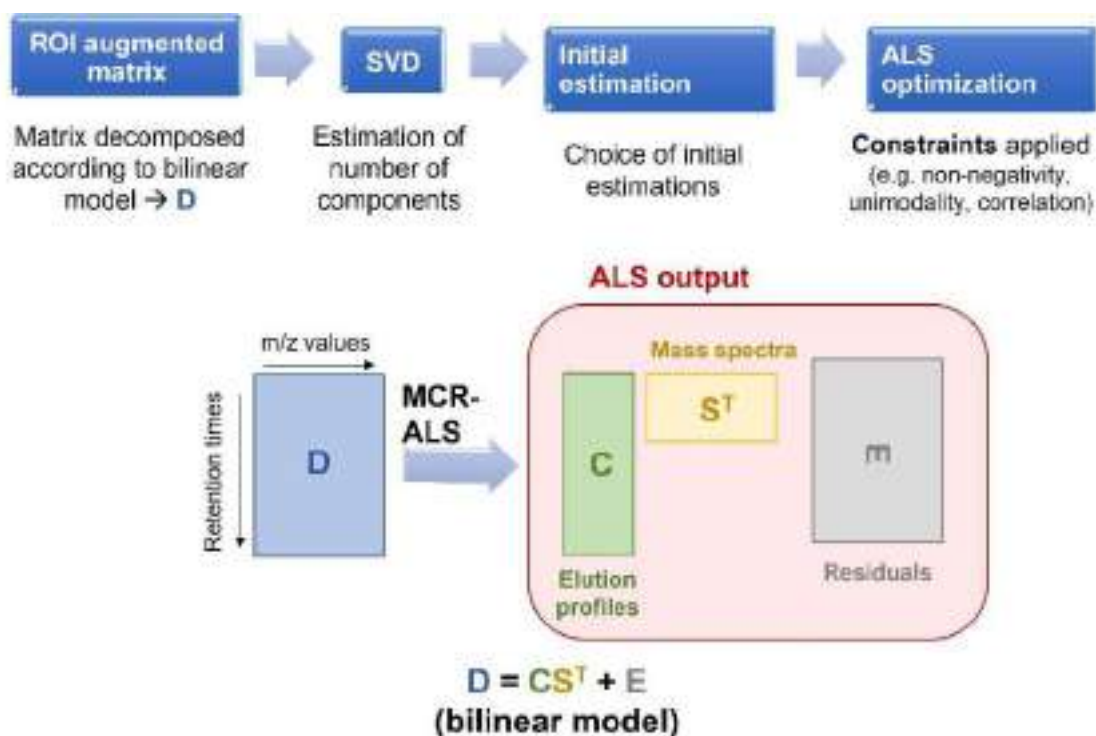 ROI augmented
matrix
SVD
Initial
estimation
ALS
optimization
Matrix decomposed
according to bilinear
model → D
Estimation of
number of
components
Choice of initial
estimations
Constraints applied
(e.g. non-negativity,
unimodality, correlation)
ALS output
m/z values
Retention times
D
MCR-
ALS
Mass spectra
Sᵀ
C
E
Elution
profiles
Residuals
D = CSᵀ + E
(bilinear model)